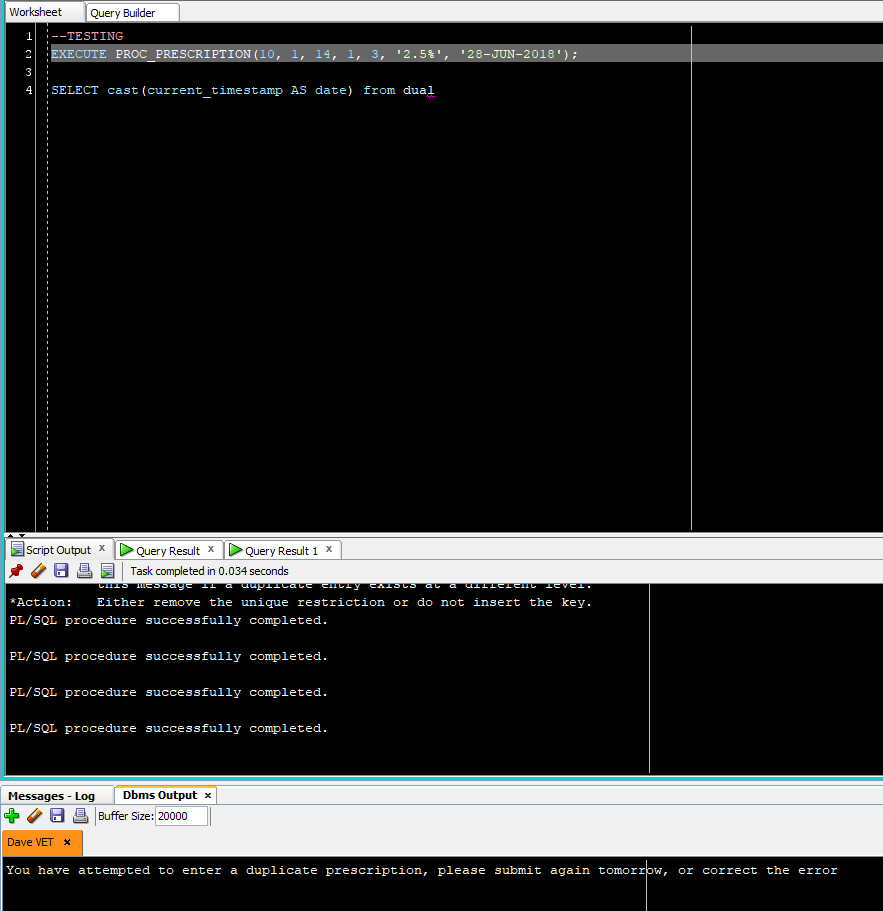 Worksheet Query Builder
1 --TESTING
2 EXECUTE PROC_PRESCRIPTION(10, 1, 14, 1, 3, '2.5%', '28-JUN-2018');
3
4 SELECT cast(current_timestamp AS date) from dual
Script Output x Query Result x Query Result 1 x
Task completed in 0.034 seconds
this message if a duplicate entry exists at a different level.
*Action: Either remove the unique restriction or do not insert the key.
PL/SQL procedure successfully completed.
PL/SQL procedure successfully completed.
PL/SQL procedure successfully completed.
PL/SQL procedure successfully completed.
Messages - Log Dbms Output x
Buffer Size: 20000
Dave VET x
You have attempted to enter a duplicate prescription, please submit again tomorrow, or correct the error